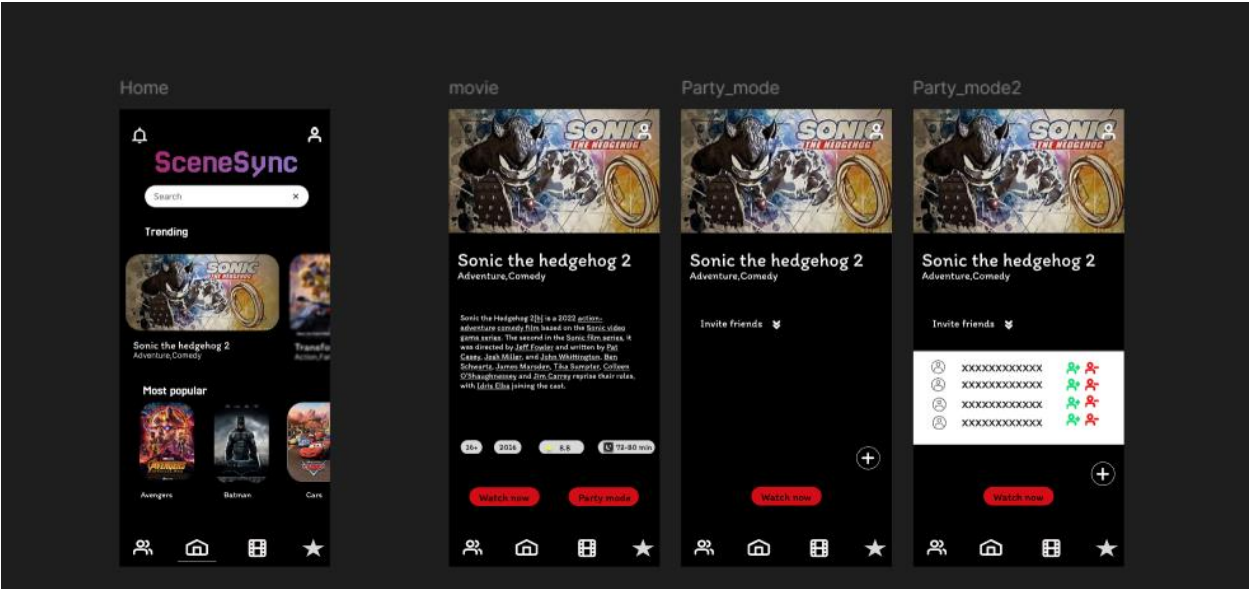 Home
SceneSync
Search
Trending
SONIC
THE HEDGEHOG
Sonic the hedgehog 2
Adventure,Comedy
Transfo
Most popular
AVENGERS
Avengers
Batman
Cars
movie
SONIC
THE HEDGEHOG
Sonic the hedgehog 2
Adventure,Comedy
Sonic the Hedgehog 2[b] is a 2022 action-
adventure comedy film based on the Sonic video
game series. The second in the Sonic film series, it
was directed by Jeff Fowler and written by Pat
Casey, Josh Miller, and John Whittington, Ben
Schwartz, James Marsden, Tika Sumpter, Colleen
O'Shaughnessey and Jim Carrey reprise their roles,
with Idris Elba joining the cast.
16+
2016
8.8
Watch now
Party mode
Party_mode
SONIC
THE HEDGEHOG
Sonic the hedgehog 2
Adventure,Comedy
Invite friends
Watch now
Party_mode2
SONIC
THE HEDGEHOG
Sonic the hedgehog 2
Adventure,Comedy
Invite friends
XXXXXXXXXXXX
XXXXXXXXXXXX
XXXXXXXXXXXX
XXXXXXXXXXXX
Watch now